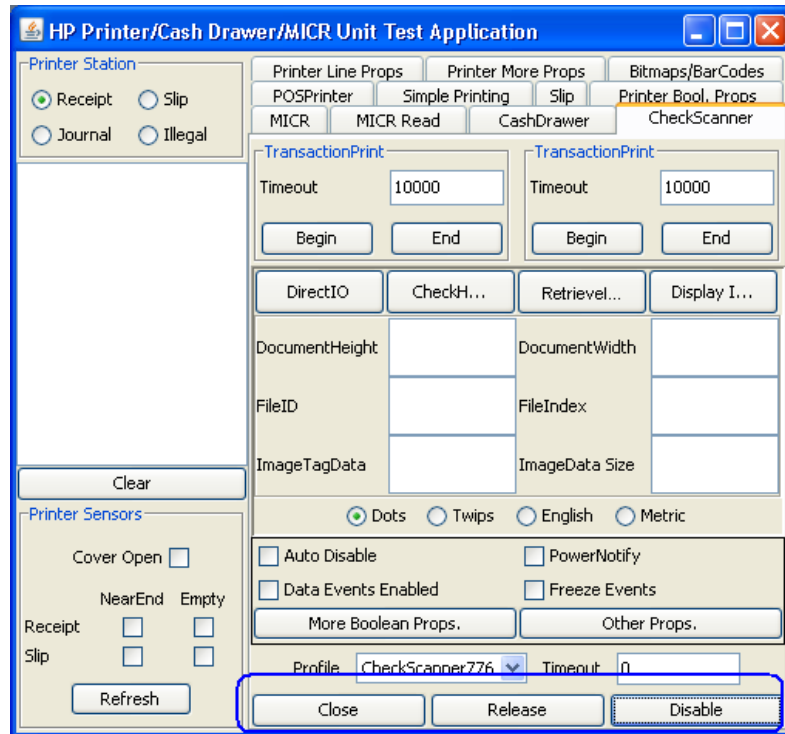 HP Printer/Cash Drawer/MICR Unit Test Application
Printer Station
Receipt Slip
Journal Illegal
Clear
Printer Sensors
Cover Open
NearEnd Empty
Receipt
Slip
Refresh
Printer Line Props Printer More Props Bitmaps/BarCodes
POSPrinter Simple Printing Slip Printer Bool. Props
MICR MICR Read CashDrawer CheckScanner
TransactionPrint TransactionPrint
Timeout 10000 Timeout 10000
Begin End Begin End
DirectIO CheckH... RetrieveI... Display I...
DocumentHeight DocumentWidth
FileID FileIndex
ImageTagData ImageData Size
Dots Twips English Metric
Auto Disable PowerNotify
Data Events Enabled Freeze Events
More Boolean Props. Other Props.
Profile CheckScanner776 Timeout 0
Close Release Disable